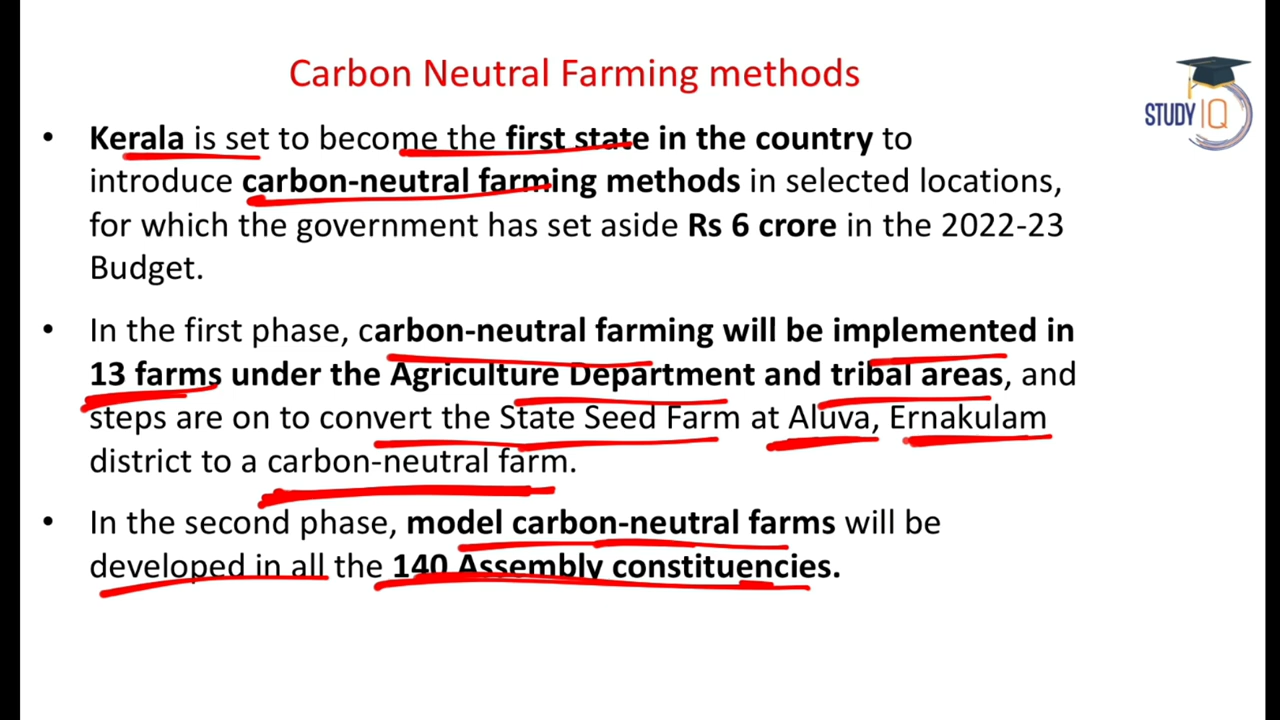 Carbon Neutral Farming methods
STUDY IQ
• Kerala is set to become the first state in the country to
introduce carbon-neutral farming methods in selected locations,
for which the government has set aside Rs 6 crore in the 2022-23
Budget.
• In the first phase, carbon-neutral farming will be implemented in
13 farms under the Agriculture Department and tribal areas, and
steps are on to convert the State Seed Farm at Aluva, Ernakulam
district to a carbon-neutral farm.
• In the second phase, model carbon-neutral farms will be
developed in all the 140 Assembly constituencies.